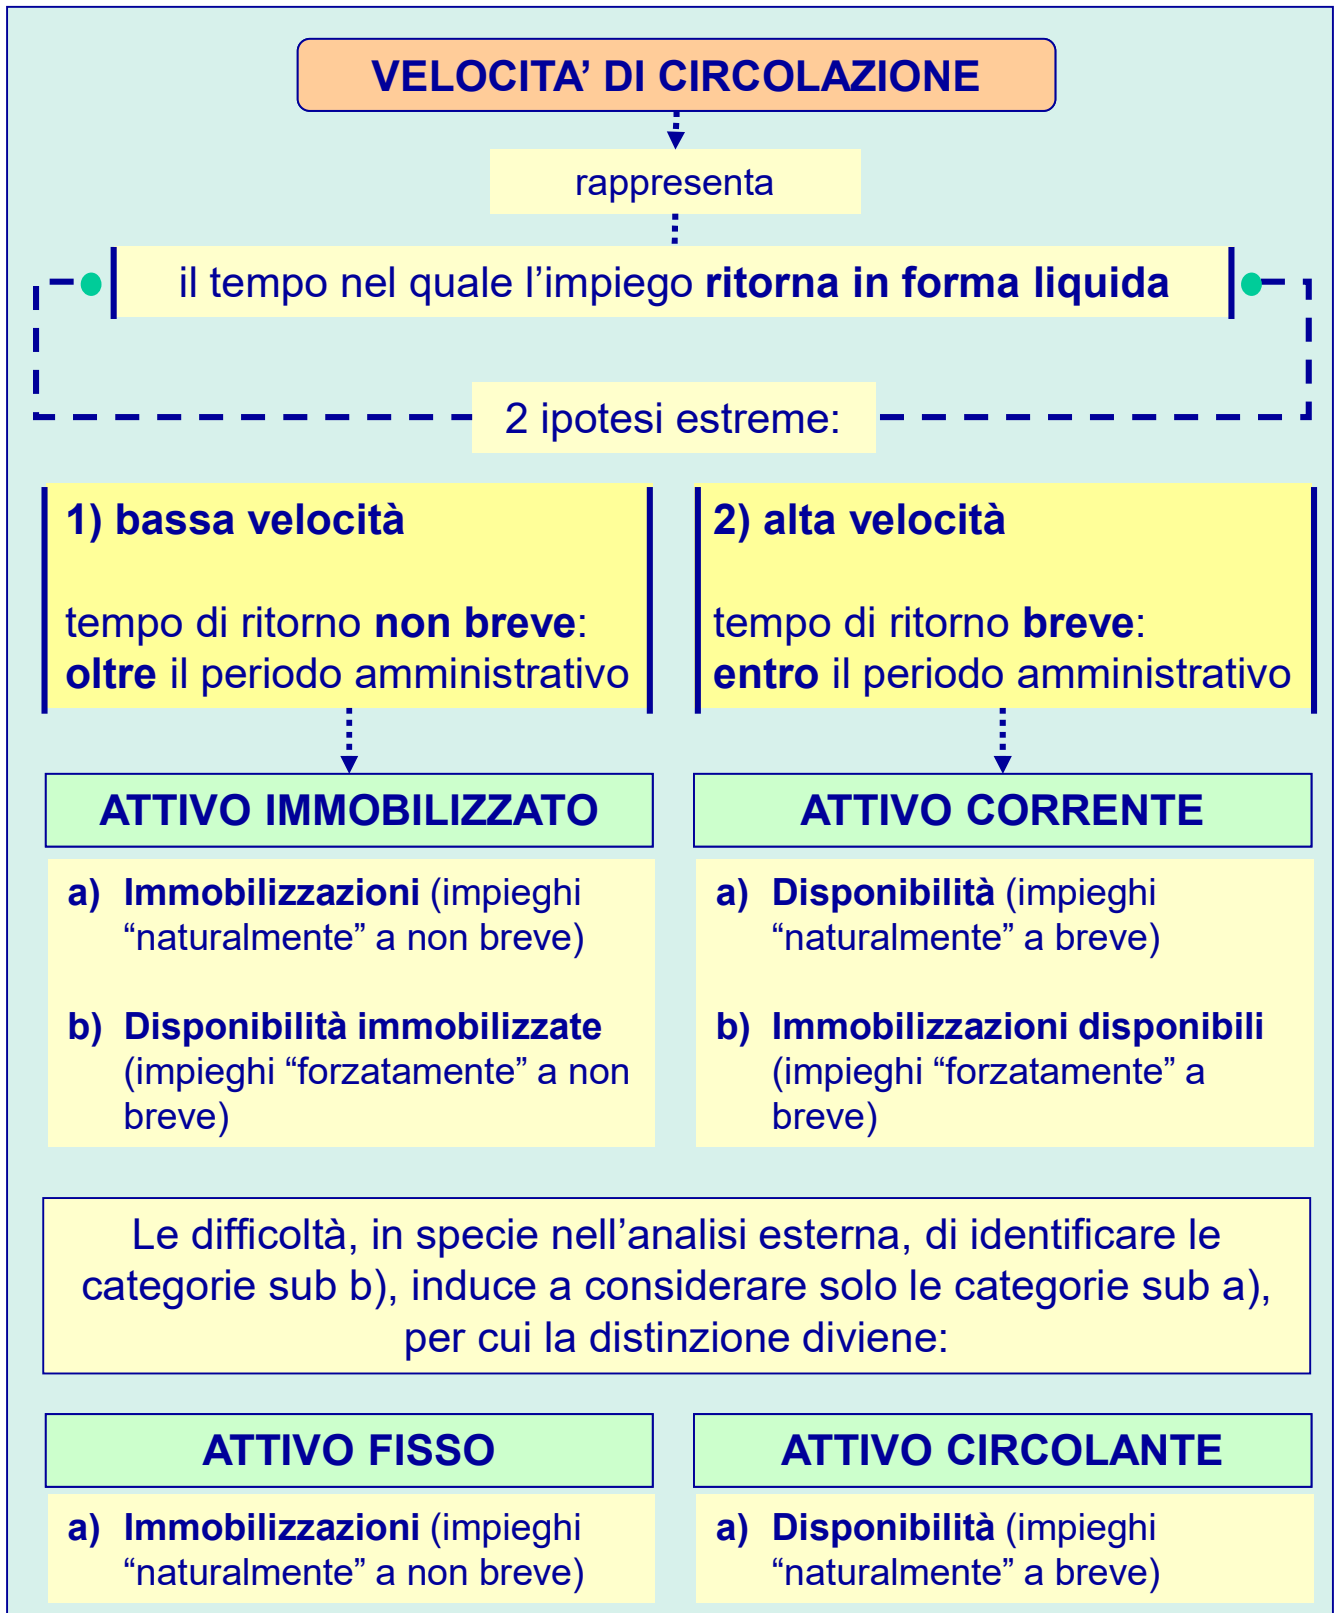 VELOCITA’ DI CIRCOLAZIONE
rappresenta
il tempo nel quale l’impiego ritorna in forma liquida
2 ipotesi estreme:
1) bassa velocità
tempo di ritorno non breve:
oltre il periodo amministrativo
2) alta velocità
tempo di ritorno breve:
entro il periodo amministrativo
ATTIVO IMMOBILIZZATO
a) Immobilizzazioni (impieghi
“naturalmente” a non breve)
b) Disponibilità immobilizzate
(impieghi “forzatamente” a non
breve)
ATTIVO CORRENTE
a) Disponibilità (impieghi
“naturalmente” a breve)
b) Immobilizzazioni disponibili
(impieghi “forzatamente” a
breve)
Le difficoltà, in specie nell’analisi esterna, di identificare le
categorie sub b), induce a considerare solo le categorie sub a),
per cui la distinzione diviene:
ATTIVO FISSO
a) Immobilizzazioni (impieghi
“naturalmente” a non breve)
ATTIVO CIRCOLANTE
a) Disponibilità (impieghi
“naturalmente” a breve)